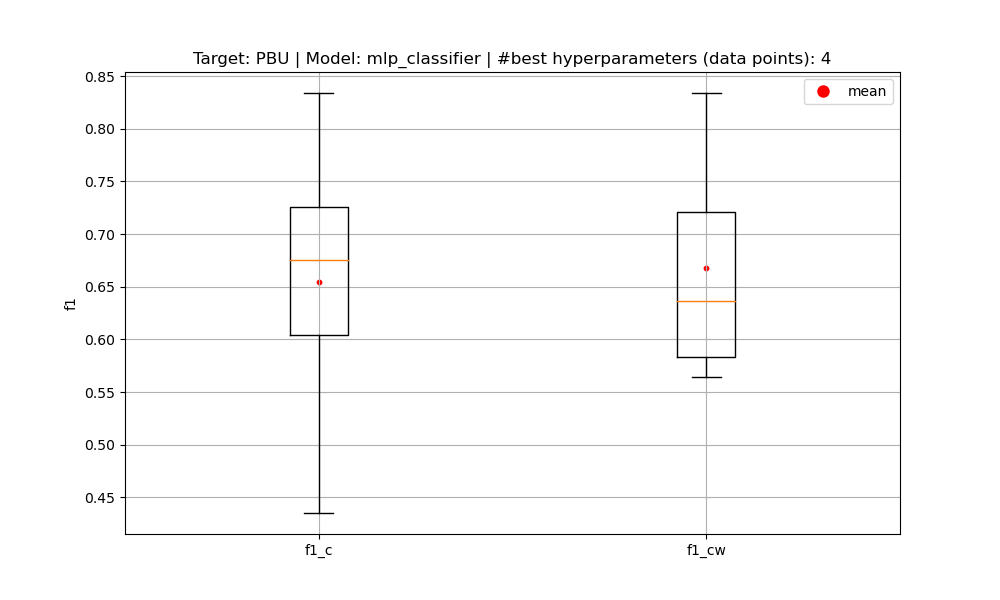 Target: PBU | Model: mlp_classifier | #best hyperparameters (data points): 4
mean
0.85
0.80
0.75
0.70
0.65
0.60
0.55
0.50
0.45
f1
f1_c
f1_cw